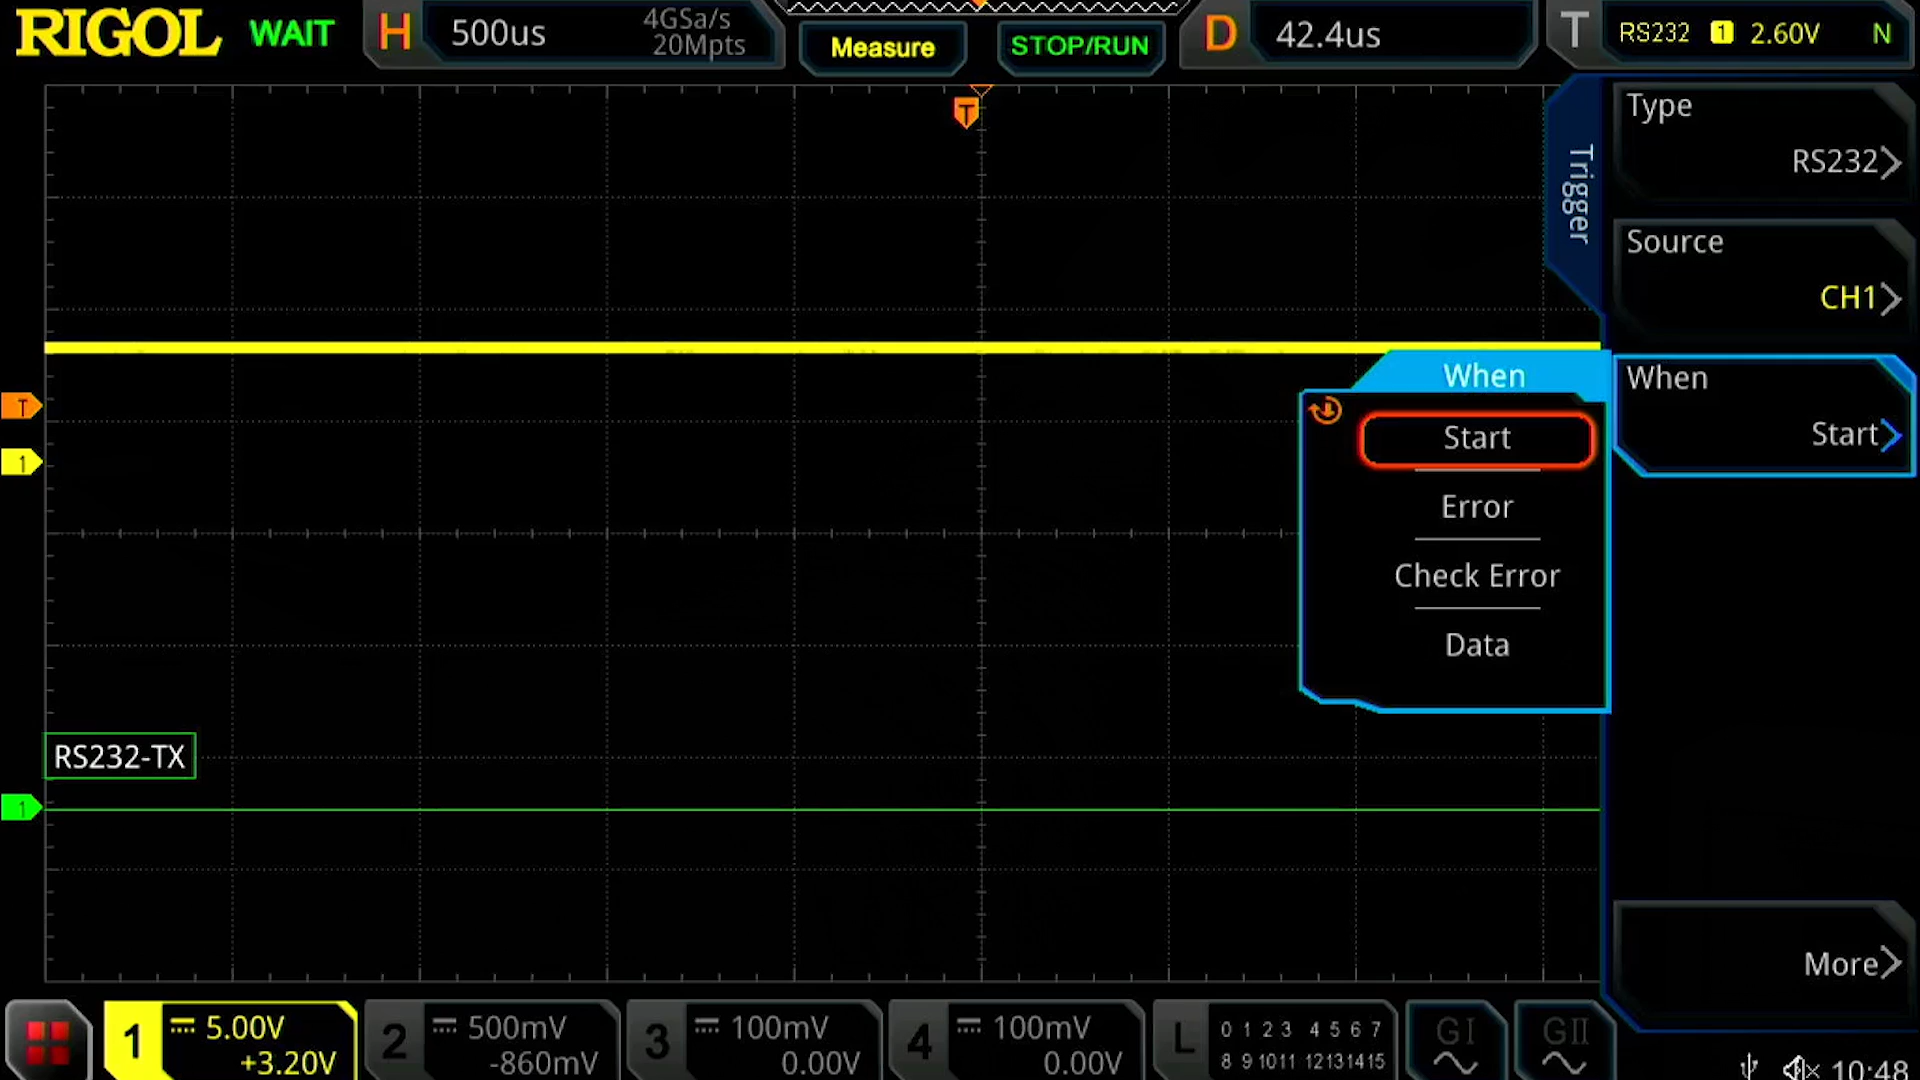 RIGOL WAIT H 500us 4GSa/s Measure STOP/RUN D 42.4us T RS232 1 2.60V N
20Mpts
T
Trigger
Type
RS232
Source
CH1
When
Start
When
Start
Error
Check Error
Data
T
1
RS232-TX
1
More
1 5.00V 2 500mV 3 100mV 4 100mV L 0 1 2 3 4 5 6 7 GI GII
+3.20V -860mV 0.00V 0.00V 8 9 10 11 12 13 14 15
10:48